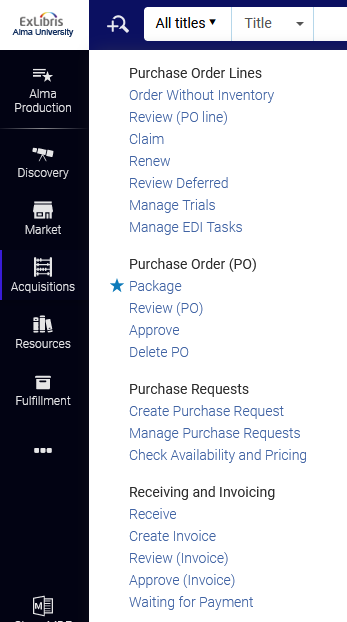 ExLibris
Alma University
All titles
Title
Alma
Production
Discovery
Market
Acquisitions
Resources
Fulfillment
Purchase Order Lines
Order Without Inventory
Review (PO line)
Claim
Renew
Review Deferred
Manage Trials
Manage EDI Tasks
Purchase Order (PO)
Package
Review (PO)
Approve
Delete PO
Purchase Requests
Create Purchase Request
Manage Purchase Requests
Check Availability and Pricing
Receiving and Invoicing
Receive
Create Invoice
Review (Invoice)
Approve (Invoice)
Waiting for Payment